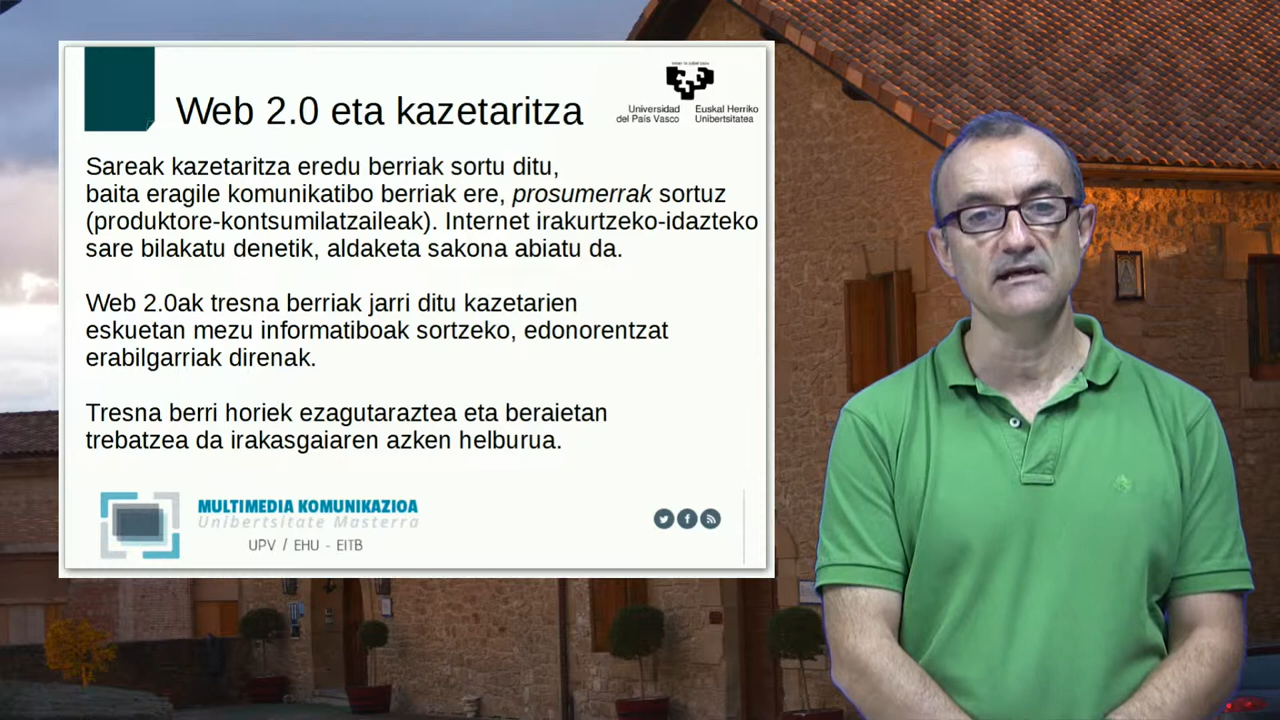 Web 2.0 eta kazetaritza
Universidad
del País Vasco
Euskal Herriko
Unibertsitatea
Sareak kazetaritza eredu berriak sortu ditu,
baita eragile komunikatibo berriak ere, prosumerrak sortuz
(produktore-kontsumilatzaileak). Internet irakurtzeko-idazteko
sare bilakatu denetik, aldaketa sakona abiatu da.
Web 2.0ak tresna berriak jarri ditu kazetarien
eskuetan mezu informatiboak sortzeko, edonorentzat
erabilgarriak direnak.
Tresna berri horiek ezagutaraztea eta beraietan
trebatzea da irakasgaiaren azken helburua.
MULTIMEDIA KOMUNIKAZIOA
Unibertsitate Masterra
UPV / EHU - EITB